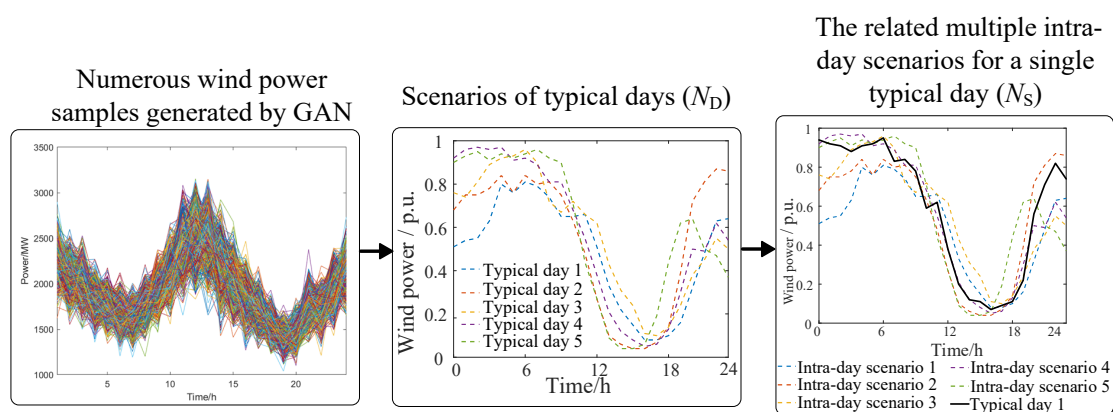 Numerous wind power
samples generated by GAN
3500
3000
2500
2000
1500
1000
Power/MW
5
10
15
20
Time/h
Scenarios of typical days (N_D)
1
0.8
0.6
0.4
0.2
0
Wind power / p.u.
Typical day 1
Typical day 2
Typical day 3
Typical day 4
Typical day 5
0
6
12
18
24
Time/h
The related multiple intra-
day scenarios for a single
typical day (N_S)
1
0.8
0.6
0.4
0.2
0
Wind power / p.u.
0
6
12
18
24
Time/h
Intra-day scenario 1
Intra-day scenario 2
Intra-day scenario 3
Intra-day scenario 4
Intra-day scenario 5
Typical day 1